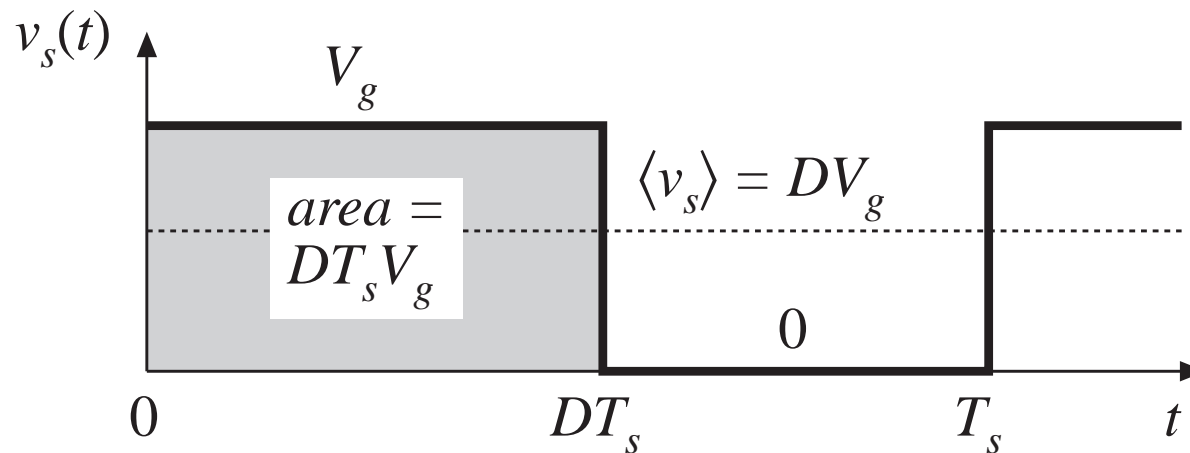 v_s(t)
V_g
⟨v_s⟩ = DV_g
area =
DT_sV_g
0
0 DT_s T_s t